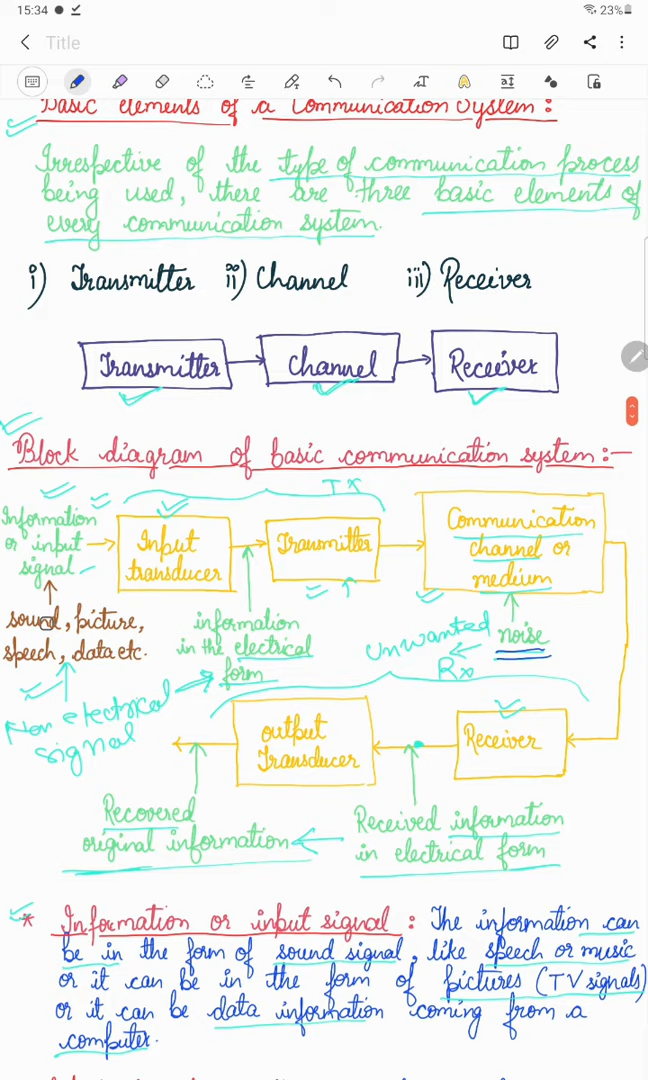 15:34
23%
Title
Basic elements of a Communication System:
Irrespective of the type of communication process
being used, there are three basic elements of
every communication system.
i) Transmitter ii) Channel iii) Receiver
Transmitter Channel Receiver
Block diagram of basic communication system:-
TX
Information
or input
signal
Input
transducer
Transmitter
Communication
channel or
medium
sound, picture,
speech, data etc.
information
in the electrical
form
Unwanted
noise
Rx
Non electrical
signal
output
Transducer
Receiver
Recovered
original information
Received information
in electrical form
* Information or input signal: The information can
be in the form of sound signal, like speech or music
or it can be in the form of pictures (TV signals)
or it can be data information coming from a
computer.